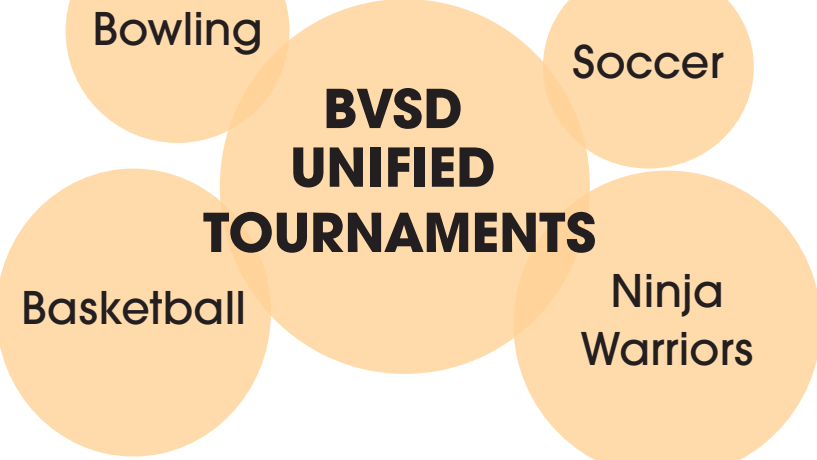 Bowling
Soccer
BVSD
UNIFIED
TOURNAMENTS
Basketball
Ninja
Warriors